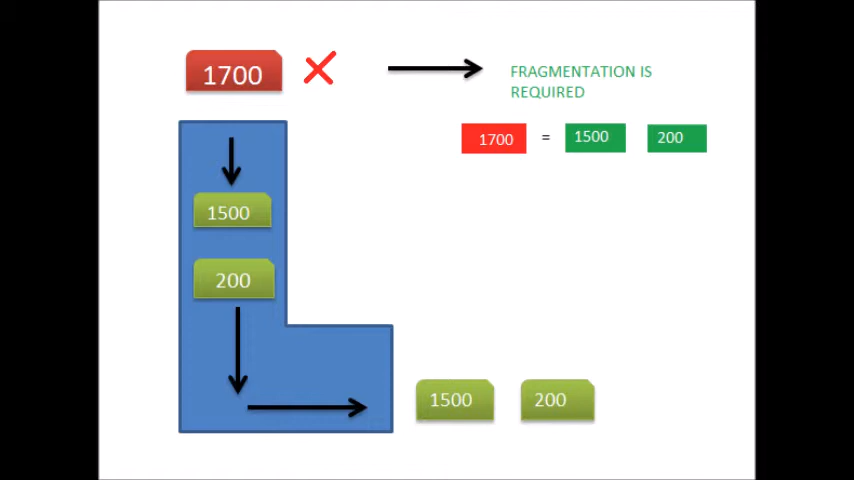 1700
FRAGMENTATION IS
REQUIRED
1700 = 1500 200
1500
200
1500 200